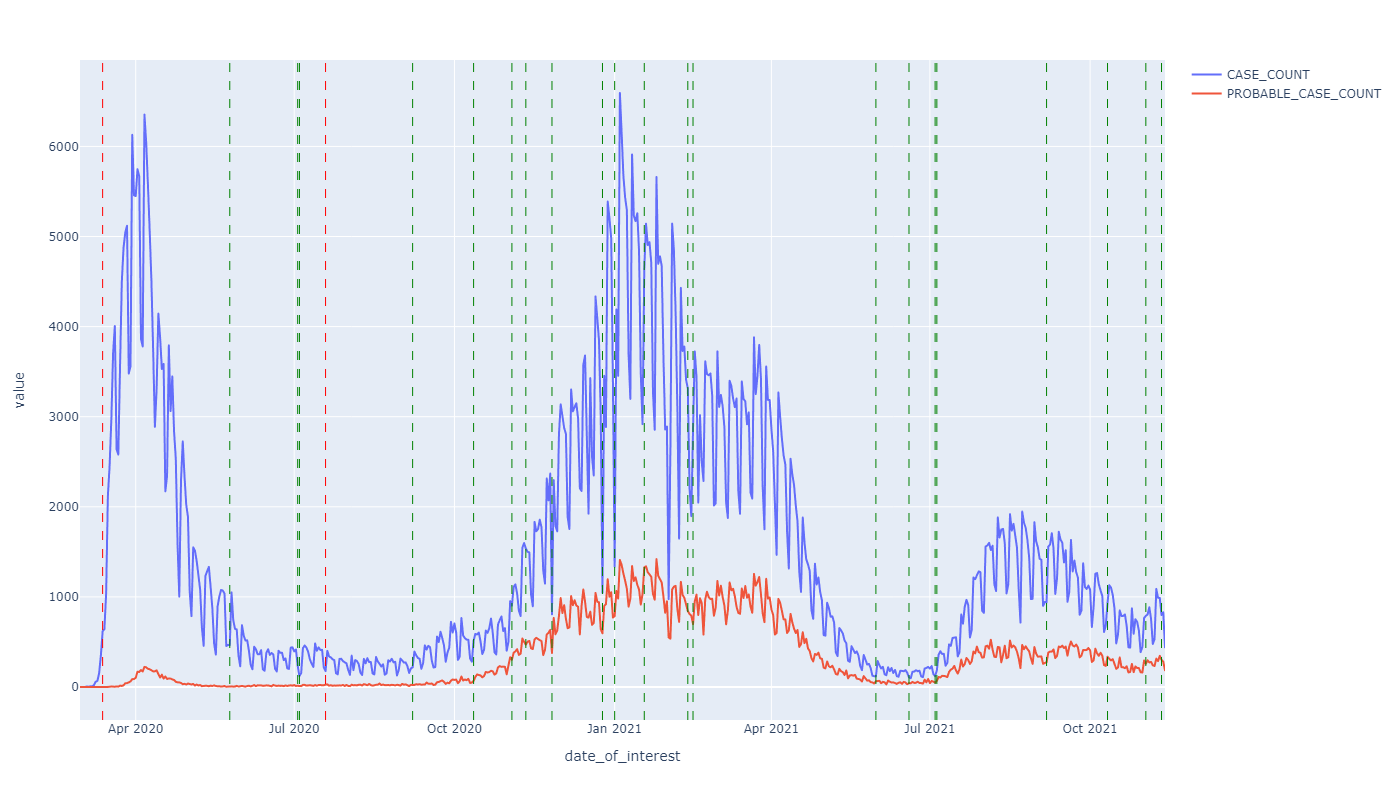 CASE_COUNT
PROBABLE_CASE_COUNT
6000
5000
4000
3000
2000
1000
0
value
Apr 2020
Jul 2020
Oct 2020
Jan 2021
Apr 2021
Jul 2021
Oct 2021
date_of_interest